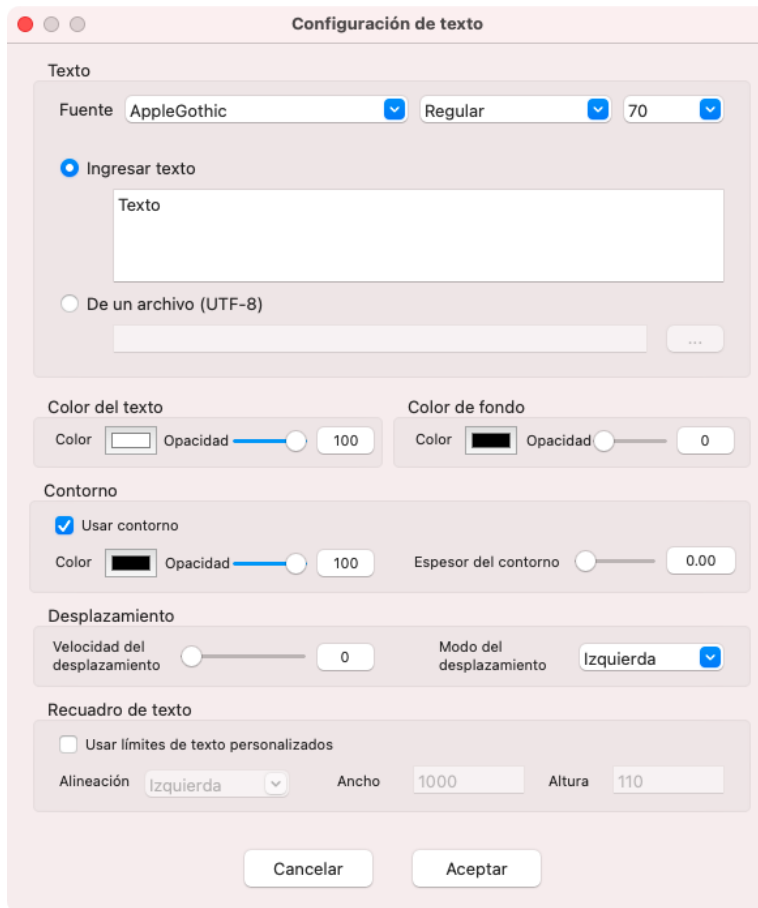 Configuración de texto
Texto
Fuente AppleGothic Regular 70
Ingresar texto
Texto
De un archivo (UTF-8)
...
Color del texto Color de fondo
Color Opacidad 100 Color Opacidad 0
Contorno
Usar contorno
Color Opacidad 100 Espesor del contorno 0.00
Desplazamiento
Velocidad del desplazamiento 0 Modo del desplazamiento Izquierda
Recuadro de texto
Usar límites de texto personalizados
Alineación Izquierda Ancho 1000 Altura 110
Cancelar Aceptar